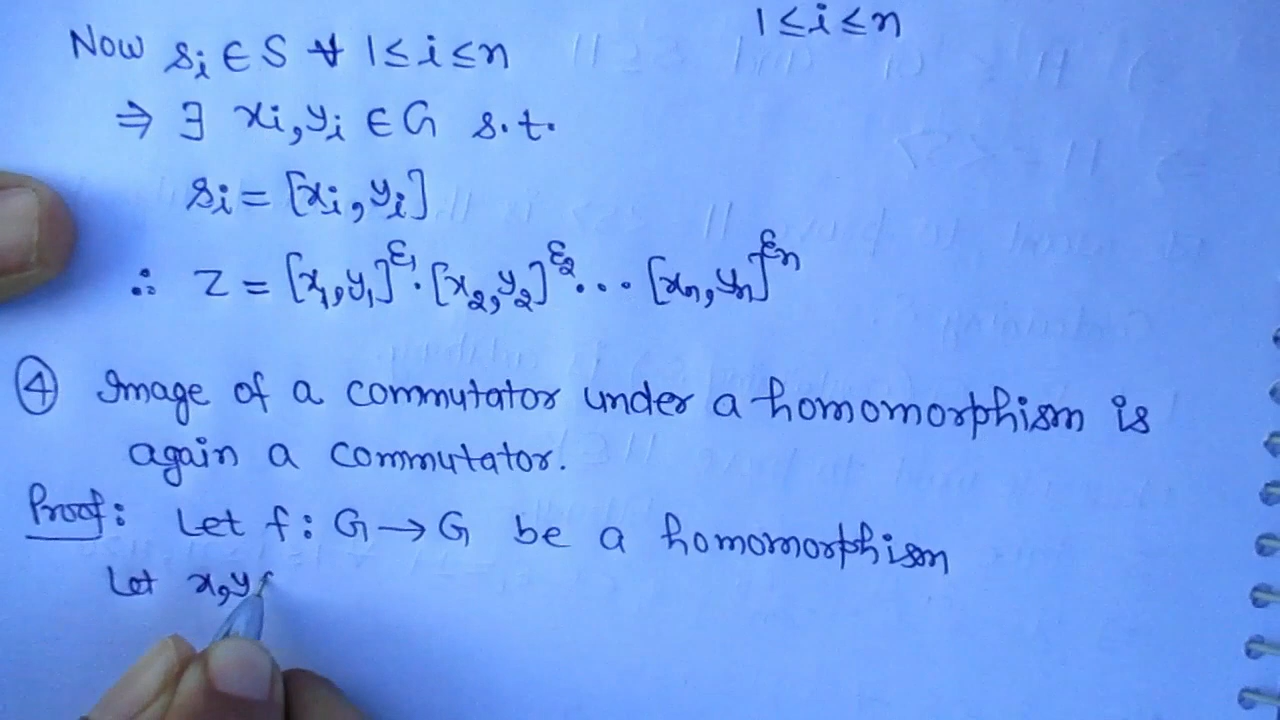 1≤i≤n
Now si ∈ S ∀ 1≤i≤n
⇒ ∃ xi,yi ∈ G s.t.
si = [xi,yi]
∴ z = [x₁,y₁]^ε₁·[x₂,y₂]^ε₂... [xn,yn]^εn
④ Image of a commutator under a homomorphism is
again a commutator.
Proof: Let f: G→G be a homomorphism
Let x,y